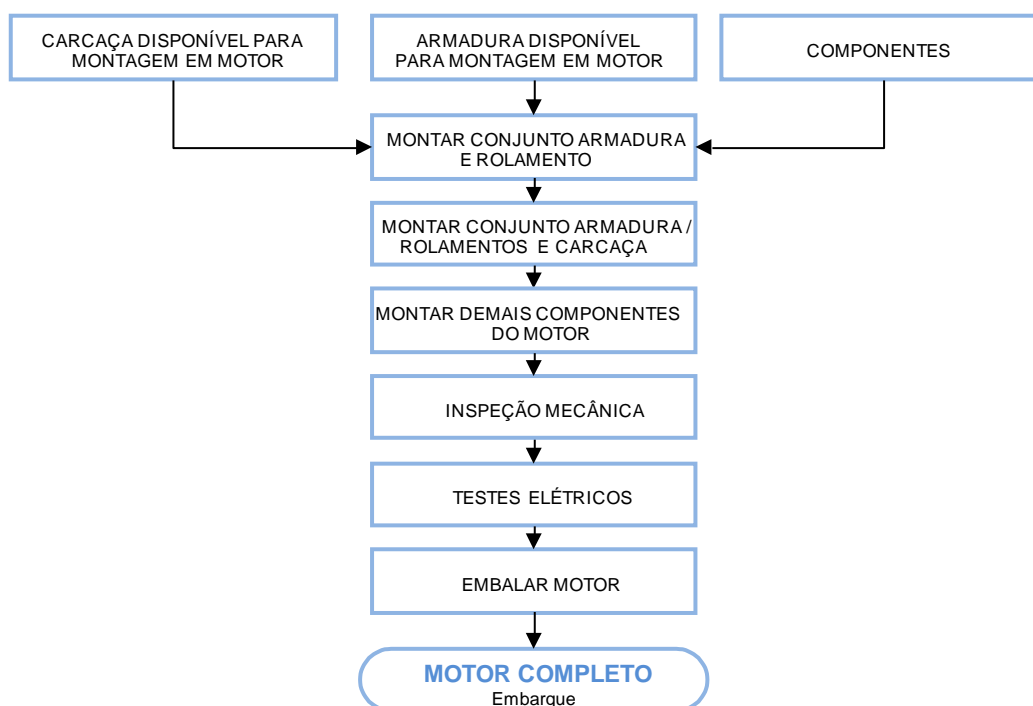 CARCAÇA DISPONÍVEL PARA
MONTAGEM EM MOTOR
ARMADURA DISPONÍVEL
PARA MONTAGEM EM MOTOR
COMPONENTES
MONTAR CONJUNTO ARMADURA
E ROLAMENTO
MONTAR CONJUNTO ARMADURA /
ROLAMENTOS E CARCAÇA
MONTAR DEMAIS COMPONENTES
DO MOTOR
INSPEÇÃO MECÂNICA
TESTES ELÉTRICOS
EMBALAR MOTOR
MOTOR COMPLETO
Embarque